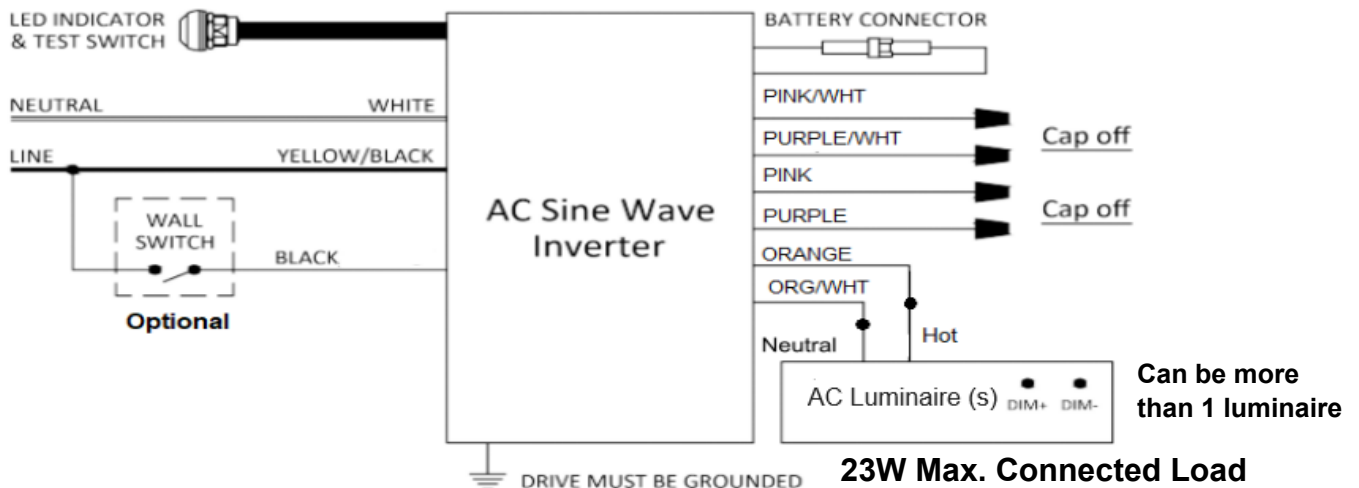 LED INDICATOR
& TEST SWITCH
BATTERY CONNECTOR
NEUTRAL
WHITE
LINE
YELLOW/BLACK
WALL
SWITCH
BLACK
Optional
AC Sine Wave
Inverter
PINK/WHT
PURPLE/WHT
Cap off
PINK
PURPLE
Cap off
ORANGE
ORG/WHT
Neutral
Hot
AC Luminaire (s)
DIM+
DIM-
Can be more
than 1 luminaire
DRIVE MUST BE GROUNDED
23W Max. Connected Load